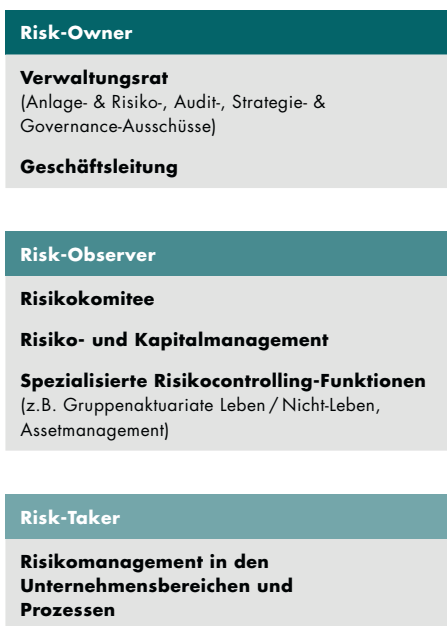 Risk-Owner
Verwaltungsrat
(Anlage- & Risiko-, Audit-, Strategie- &
Governance-Ausschüsse)
Geschäftsleitung
Risk-Observer
Risikokomitee
Risiko- und Kapitalmanagement
Spezialisierte Risikocontrolling-Funktionen
(z.B. Gruppenaktuariate Leben / Nicht-Leben,
Assetmanagement)
Risk-Taker
Risikomanagement in den
Unternehmensbereichen und
Prozessen